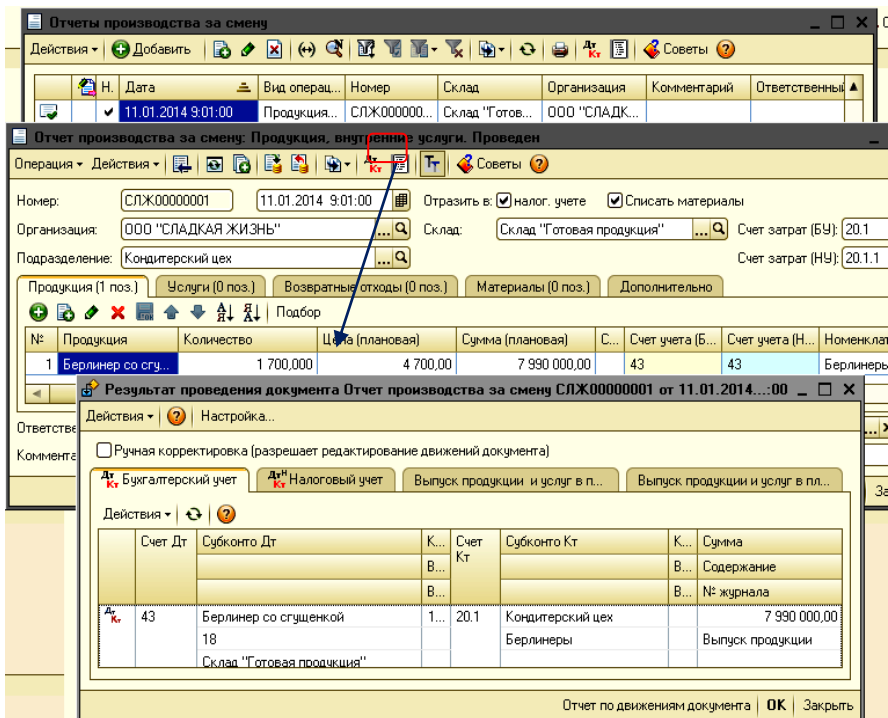 Отчеты производства за смену
Действия Добавить Советы
Н. Дата Вид операц... Номер Склад Организация Комментарий Ответственный
11.01.2014 9:01:00 Продукция... СЛЖ000000... Склад "Готов... ООО "СЛАДК...
Отчет производства за смену: Продукция, внутренние услуги. Проведен
Операция Действия Советы
Номер: СЛЖ00000001 11.01.2014 9:01:00 Отразить в: налог. учете Списать материалы
Организация: ООО "СЛАДКАЯ ЖИЗНЬ" Склад: Склад "Готовая продукция" Счет затрат (БУ): 20.1
Подразделение: Кондитерский цех Счет затрат (НУ): 20.1.1
Продукция (1 поз.) Услуги (0 поз.) Возвратные отходы (0 поз.) Материалы (0 поз.) Дополнительно
Подбор
№ Продукция Количество Цена (плановая) Сумма (плановая) С... Счет учета (Б... Счет учета (Н... Номенклат
1 Берлинер со сгу... 1 700,000 4 700,00 7 990 000,00 43 43 Берлинеры
Результат проведения документа Отчет производства за смену СЛЖ00000001 от 11.01.2014...:00
Действия Настройка...
Ответстве
Ручная корректировка (разрешает редактирование движений документа)
Коммента
Дт Кт Бухгалтерский учет Дт Н Кт Налоговый учет Выпуск продукции и услуг в п... Выпуск продукции и услуг в пл...
За
Действия
Счет Дт Субконто Дт К... Счет Кт Субконто Кт К... Сумма
В... В... Содержание
В... В... № журнала
Дт Кт 43 Берлинер со сгущенкой 1... 20.1 Кондитерский цех 7 990 000,00
18 Берлинеры Выпуск продукции
Склад "Готовая продукция"
Отчет по движениям документа OK Закрыть